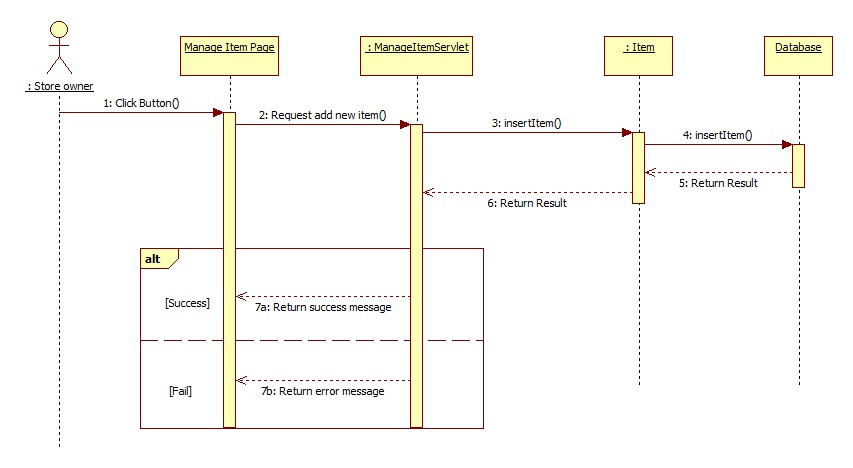 : Store owner
Manage Item Page
: ManageItemServlet
: Item
Database
1: Click Button()
2: Request add new item()
3: insertItem()
4: insertItem()
5: Return Result
6: Return Result
alt
[Success]
7a: Return success message
[Fail]
7b: Return error message